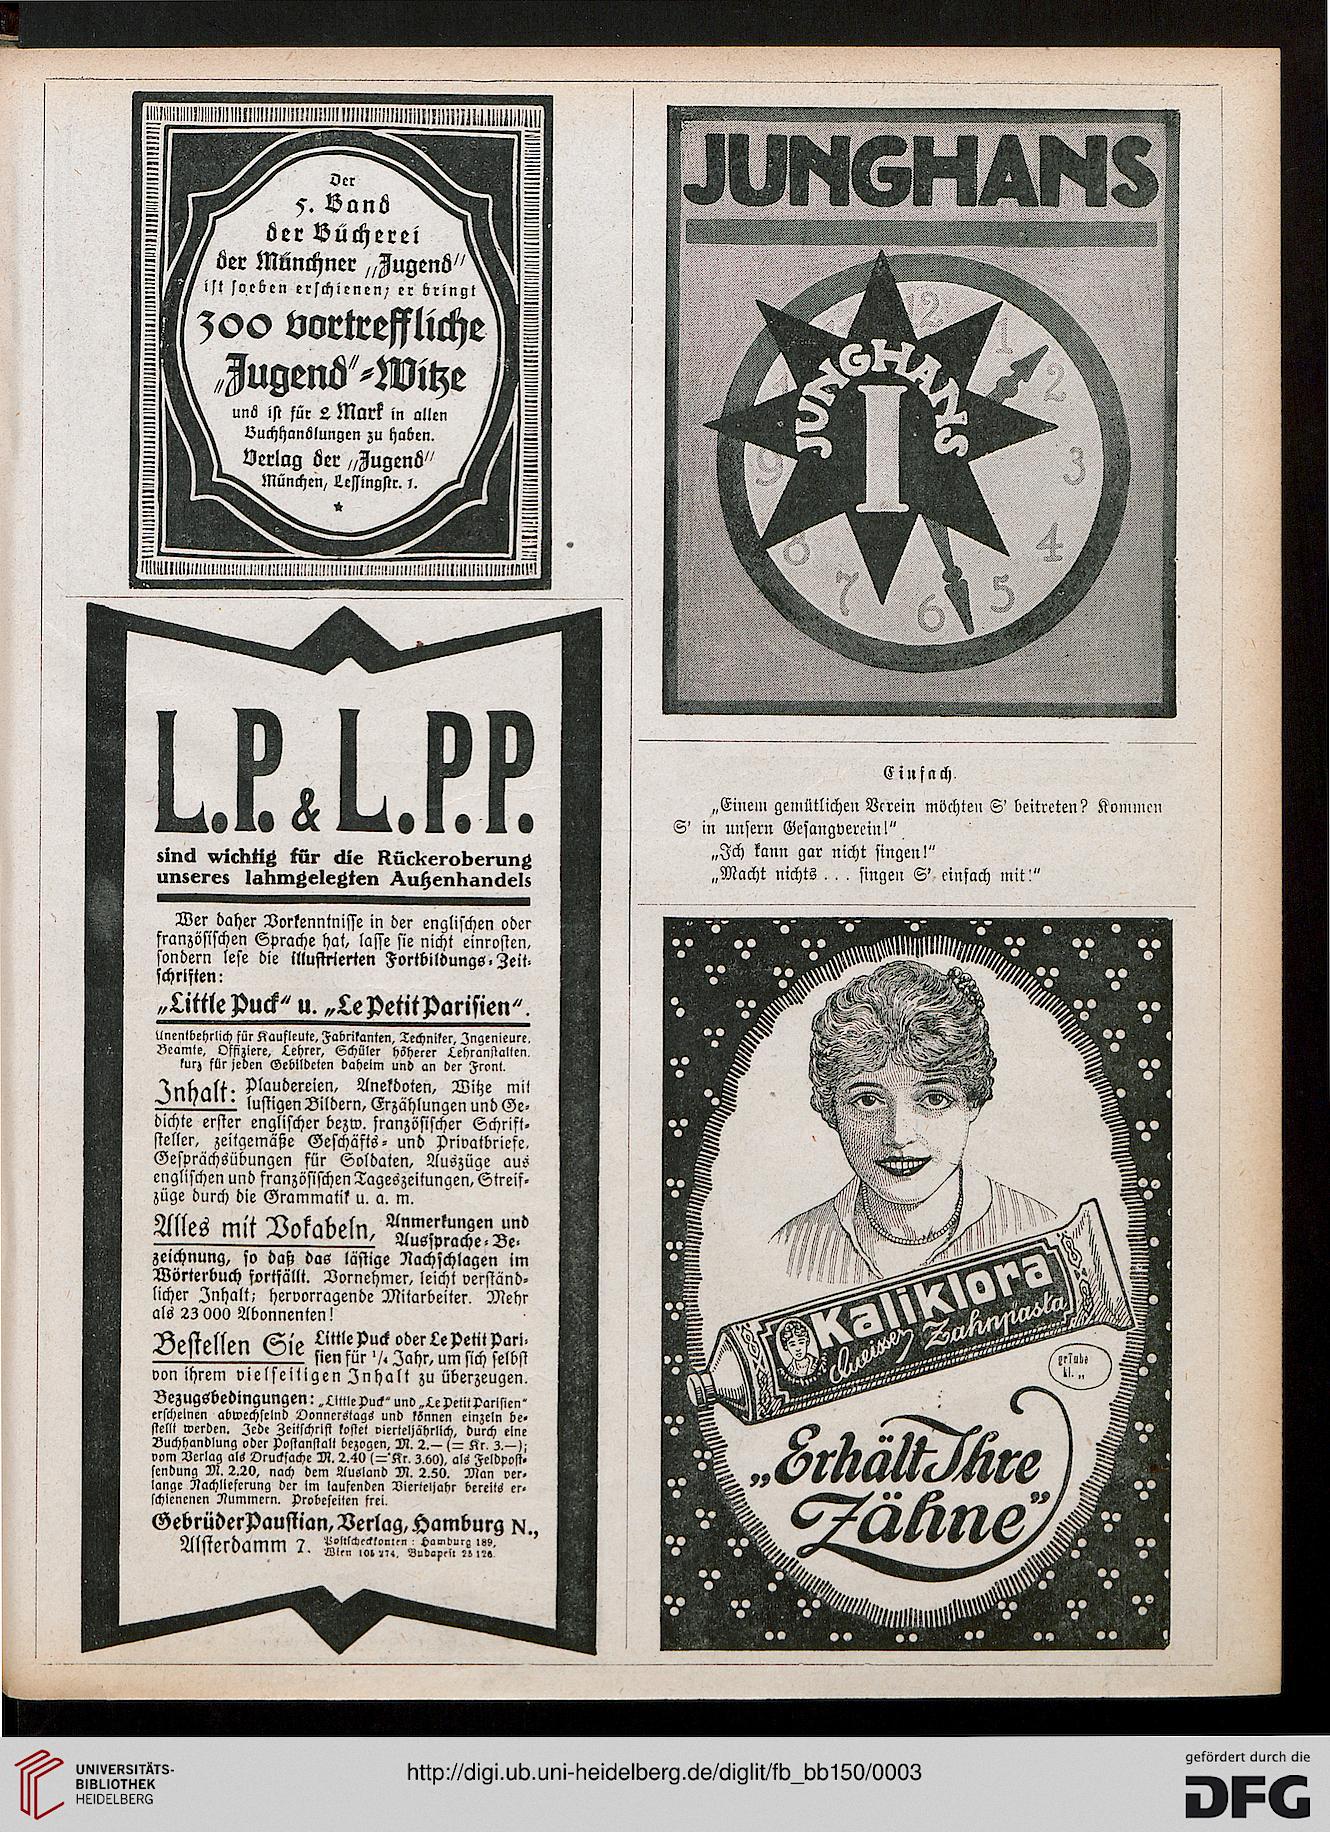 Der
5. Band
der Bücherei
der Münchner „Jugend“
ist soeben erschienen; er bringt
300 vortreffliche
„Jugend“-Witze
und ist für 2 Mark in allen
Buchhandlungen zu haben.
Verlag der „Jugend“
München, Lessingstr. 1.
L.P. & L.P.P.
sind wichtig für die Rückeroberung
unseres lahmgelegten Außenhandels
Wer daher Vorkenntnisse in der englischen oder
französischen Sprache hat, lasse sie nicht einrosten,
sondern lese die illustrierten Fortbildungs-Zeit-
schriften:
„Little Puck“ u. „Le Petit Parisien“.
Unentbehrlich für Kaufleute, Fabrikanten, Techniker, Ingenieure,
Beamte, Offiziere, Lehrer, Schüler höherer Lehranstalten.
kurz für jeden Gebildeten daheim und an der Front.
Inhalt: Plaudereien, Anekdoten, Witze mit
lustigen Bildern, Erzählungen und Ge-
dichte erster englischer bezw. französischer Schrift-
steller, zeitgemäße Geschäfts- und Privatbriefe,
Gesprächsübungen für Soldaten, Auszüge aus
englischen und französischen Tageszeitungen, Streif-
züge durch die Grammatik u. a. m.
Alles mit Vokabeln, Anmerkungen und
Aussprache-Be-
zeichnung, so daß das lästige Nachschlagen im
Wörterbuch fortfällt. Vornehmer, leicht verständ-
licher Inhalt; hervorragende Mitarbeiter. Mehr
als 23 000 Abonnenten!
Bestellen Sie Little Puck oder Le Petit Pari-
sien für 1/4 Jahr, um sich selbst
von ihrem vielseitigen Inhalt zu überzeugen.
Bezugsbedingungen: „Little Puck“ und „Le Petit Parisien“
erscheinen abwechselnd Donnerstags und können einzeln be-
stellt werden. Jede Zeitschrift kostet vierteljährlich, durch eine
Buchhandlung oder Postanstalt bezogen, M. 2.— (= Kr. 3.—);
vom Verlag als Drucksache M. 2.40 (= Kr. 3.60), als Feldpost-
sendung M. 2.20, nach dem Ausland M. 2.50. Man ver-
lange Nachlieferung der im laufenden Vierteljahr bereits er-
schienenen Nummern. Probeseiten frei.
Gebrüder Paustian, Verlag, Hamburg N.,
Alsterdamm 7. Postscheckkonten: Hamburg 189,
Wien 105 274, Budapest 25 126.
JUNGHANS
12
1
2
3
4
5
6
7
8
9
JUNGHANS
Einfach.
„Einem gemütlichen Verein möchten S' beitreten? Kommen
S' in unsern Gesangverein!“
„Ich kann gar nicht singen!“
„Macht nichts . . . singen S' einfach mit!“
Kaliklora
Queisser Zahnpasta
„Erhält Ihre
Zähne“
UNIVERSITÄTS-
BIBLIOTHEK
HEIDELBERG
http://digi.ub.uni-heidelberg.de/diglit/fb_bb150/0003
gefördert durch die
DFG